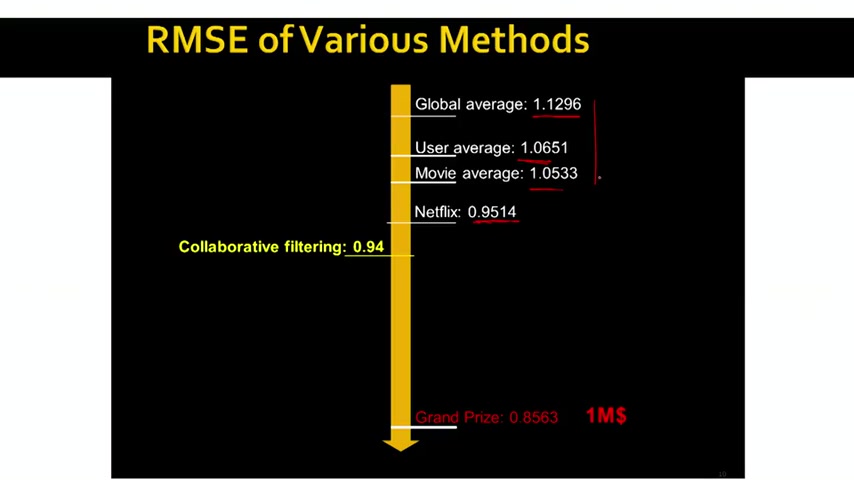 RMSE of Various Methods
Global average: 1.1296
User average: 1.0651
Movie average: 1.0533
Netflix: 0.9514
Collaborative filtering: 0.94
Grand Prize: 0.8563 1M$